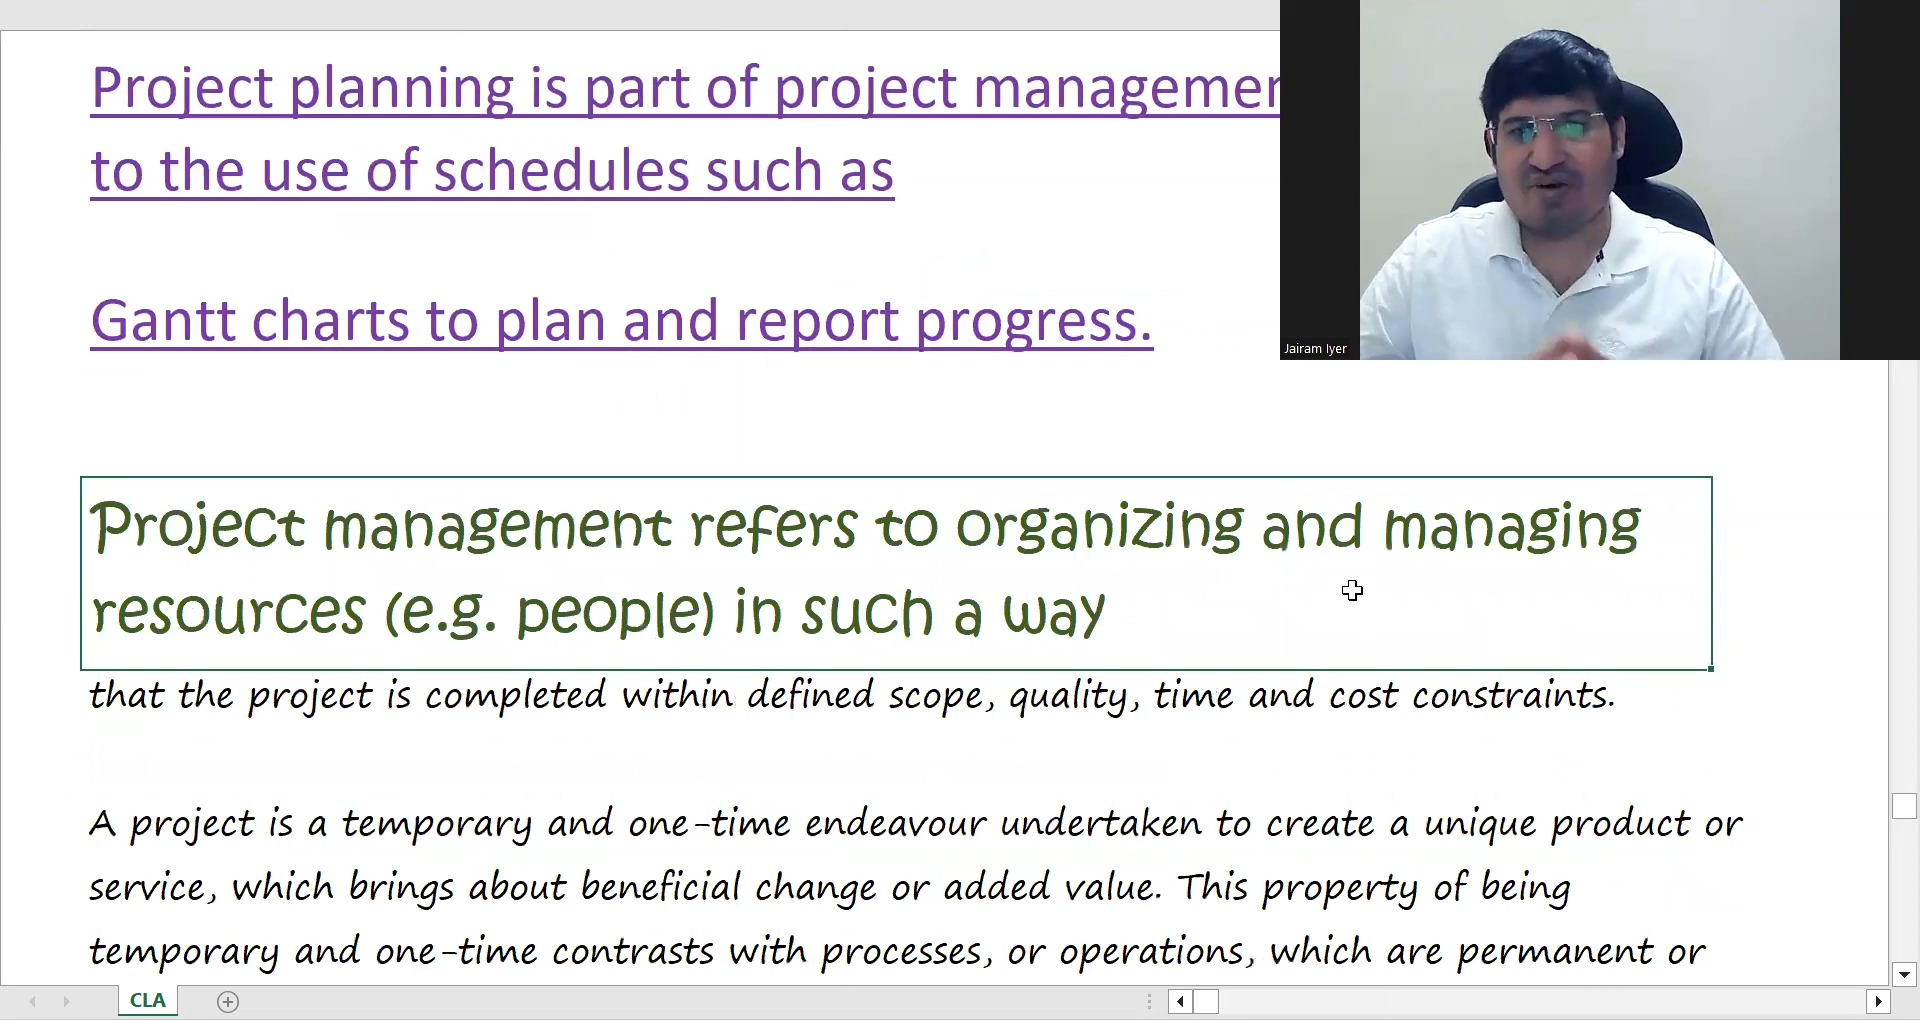 Project planning is part of project managemen
to the use of schedules such as
Gantt charts to plan and report progress.
Jairam Iyer
Project management refers to organizing and managing
resources (e.g. people) in such a way
that the project is completed within defined scope, quality, time and cost constraints.
A project is a temporary and one-time endeavour undertaken to create a unique product or
service, which brings about beneficial change or added value. This property of being
temporary and one-time contrasts with processes, or operations, which are permanent or
CLA